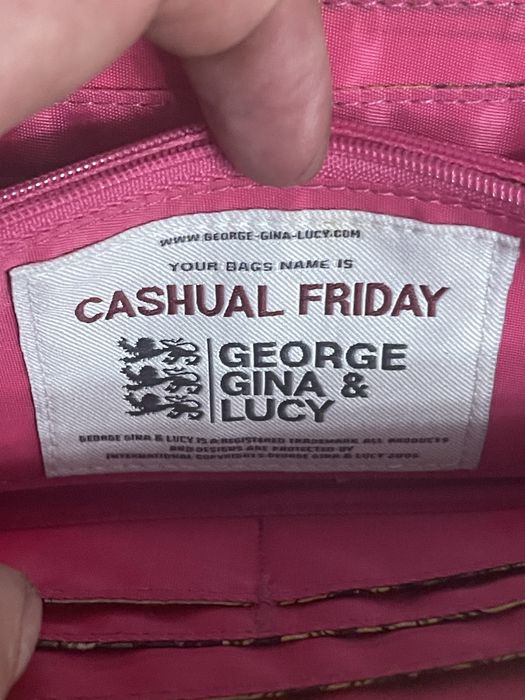 WWW.GEORGE-GINA-LUCY.COM
YOUR BAGS NAME IS
CASHUAL FRIDAY
GEORGE
GINA &
LUCY
GEORGE GINA & LUCY IS A REGISTERED TRADEMARK. ALL PRODUCTS
AND DESIGNS ARE PROTECTED BY
INTERNATIONAL COPYRIGHTS GEORGE GINA & LUCY